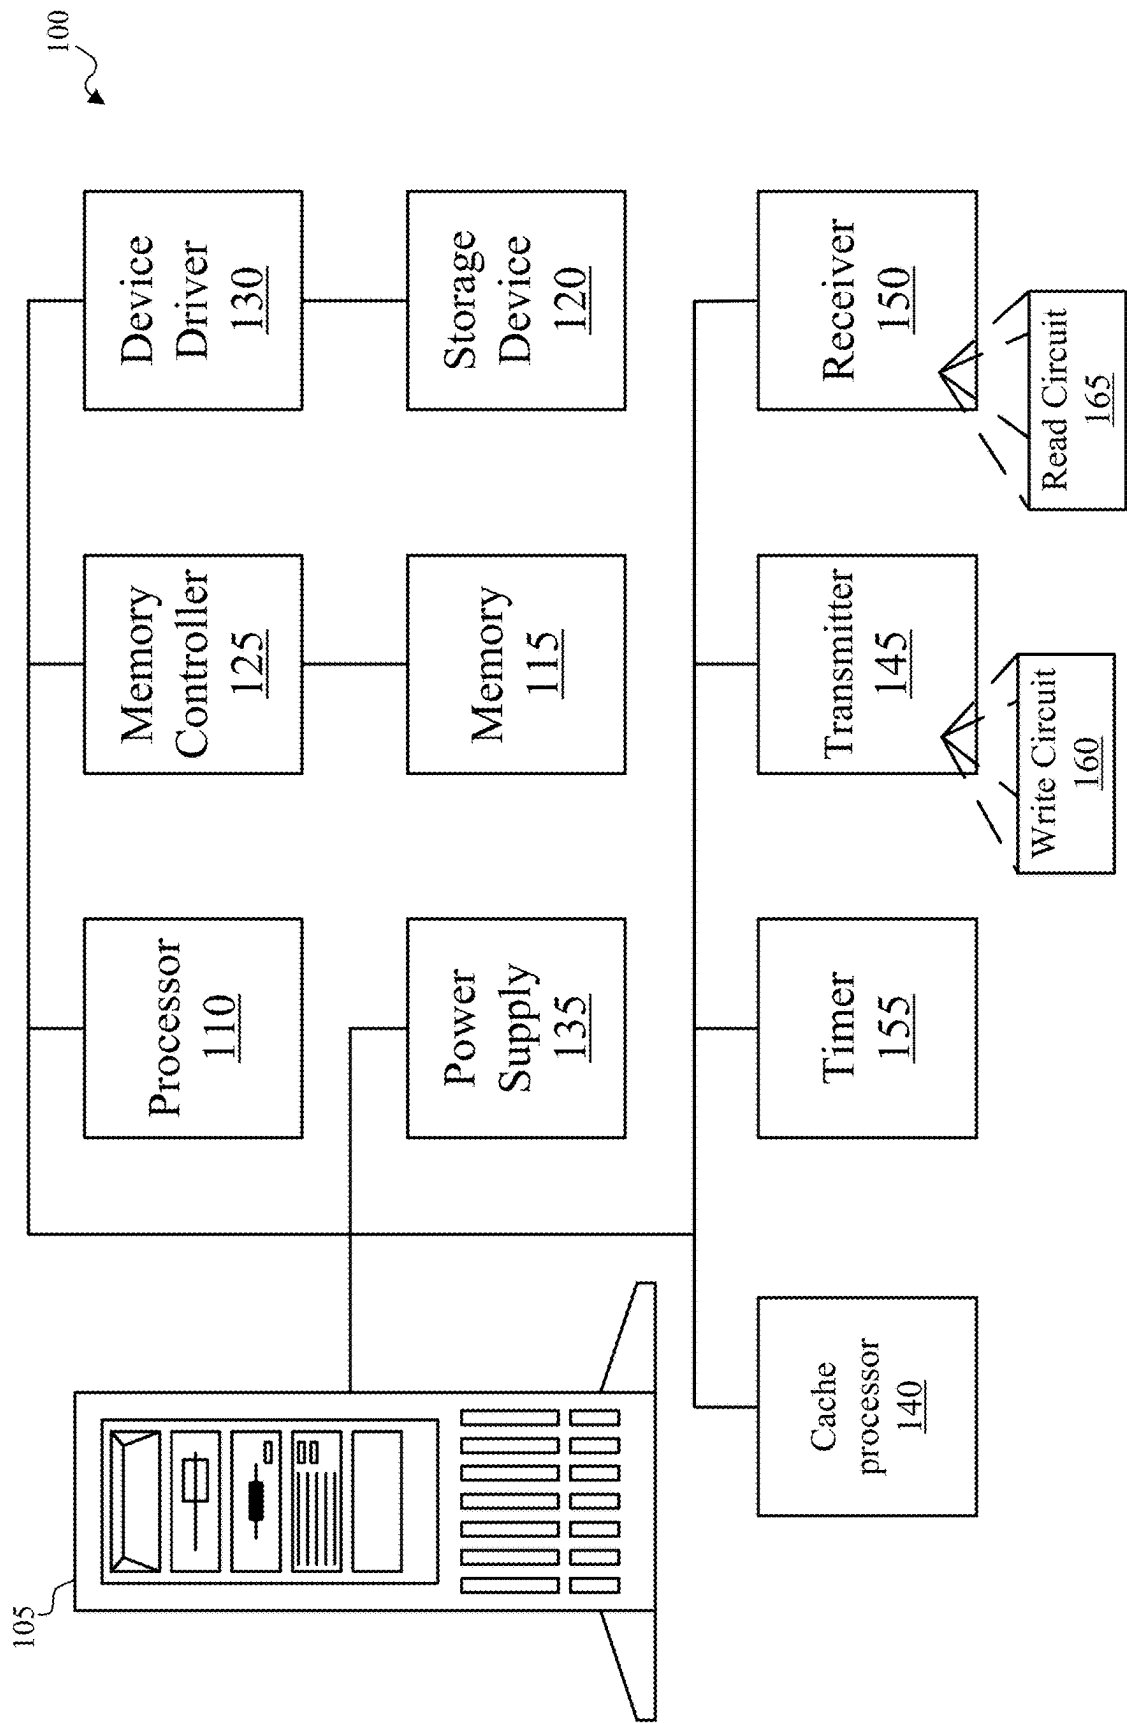 100
105
Processor
110
Memory
Controller
125
Device
Driver
130
Power
Supply
135
Memory
115
Storage
Device
120
Cache
processor
140
Timer
155
Transmitter
145
Receiver
150
Write Circuit
160
Read Circuit
165